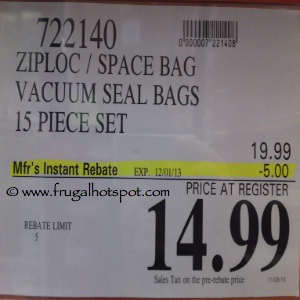 722140
0000007221408
ZIPLOC / SPACE BAG
VACUUM SEAL BAGS
15 PIECE SET
19.99
Mfr's Instant Rebate EXP. 12/01/13 -5.00
© www.frugalhotspot.com
PRICE AT REGISTER
14.99
REBATE LIMIT
5
Sales Tax on the pre-rebate price